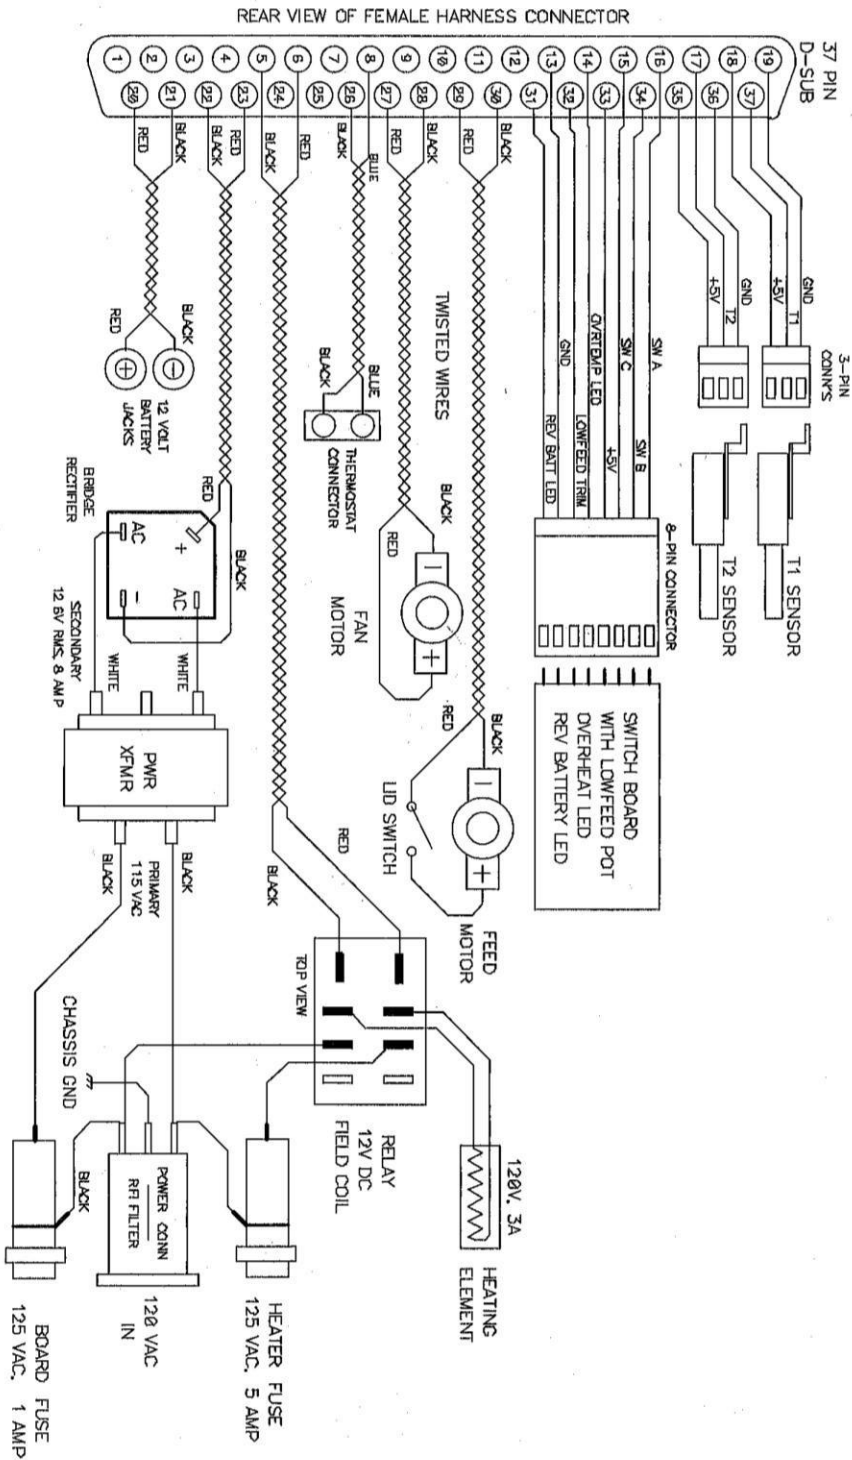 REAR VIEW OF FEMALE HARNESS CONNECTOR
37 PIN
D-SUB
1
2
3
4
5
6
7
8
9
10
11
12
13
14
15
16
17
18
19
20
21
22
23
24
25
26
27
28
29
30
31
32
33
34
35
36
37
RED
BLACK
BLACK
RED
BLACK
RED
BLACK
BLUE
RED
BLACK
RED
BLACK
GND
T1
+5V
GND
T2
+5V
3-PIN
CONN'S
T1 SENSOR
T2 SENSOR
SW A
SW B
SW C
+5V
OVRTEMP LED
LOWFEED TRIM
GND
REV BATT LED
8-PIN CONNECTOR
SWITCH BOARD
WITH LOWFEED POT
OVERHEAT LED
REV BATTERY LED
TWISTED WIRES
BLACK
RED
LID SWITCH
FEED
MOTOR
BLACK
RED
FAN
MOTOR
BLUE
BLACK
THERMOSTAT
CONNECTOR
BLACK
RED
12 VOLT
BATTERY
JACKS
RED
BLACK
BRIDGE
RECTIFIER
AC
+
-
AC
WHITE
WHITE
SECONDARY
12.6V RMS, 8 AMP
PWR
XFMR
BLACK
BLACK
PRIMARY
115 VAC
RED
BLACK
TOP VIEW
RELAY
12V DC
FIELD COIL
120V. 3A
HEATING
ELEMENT
CHASSIS GND
POWER CONN
RFI FILTER
120 VAC
IN
BLACK
HEATER FUSE
125 VAC, 5 AMP
BOARD FUSE
125 VAC, 1 AMP